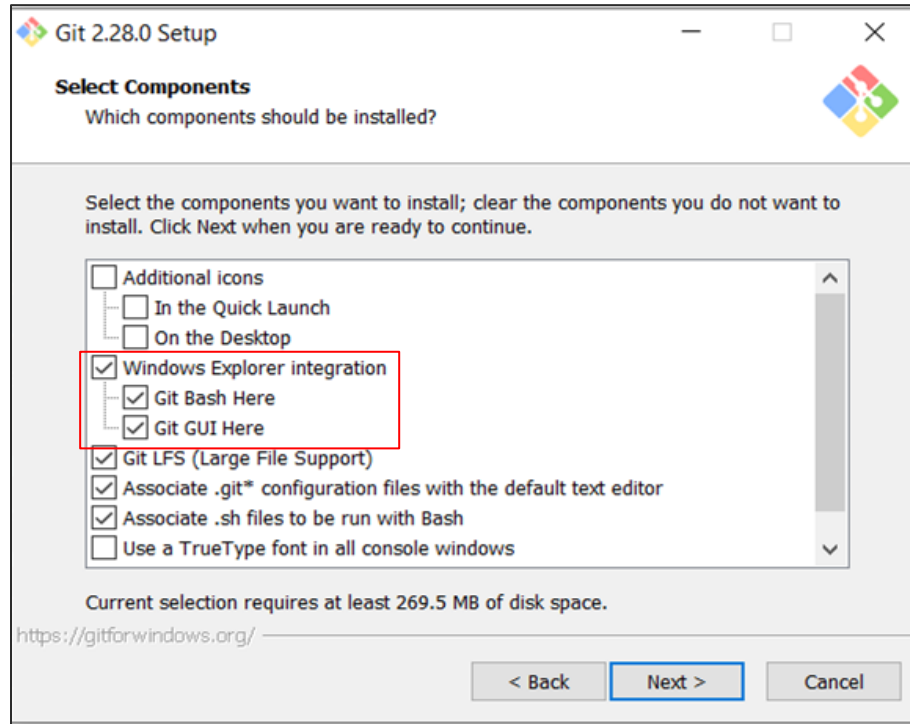 Git 2.28.0 Setup
Select Components
Which components should be installed?
Select the components you want to install; clear the components you do not want to
install. Click Next when you are ready to continue.
Additional icons
In the Quick Launch
On the Desktop
Windows Explorer integration
Git Bash Here
Git GUI Here
Git LFS (Large File Support)
Associate .git* configuration files with the default text editor
Associate .sh files to be run with Bash
Use a TrueType font in all console windows
Current selection requires at least 269.5 MB of disk space.
https://gitforwindows.org/
< Back Next > Cancel